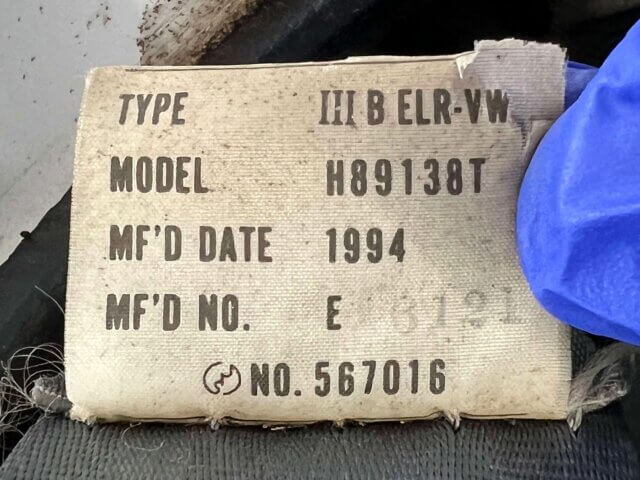 TYPE III B ELR-VW
MODEL H89138T
MF'D DATE 1994
MF'D NO. E
NO. 567016